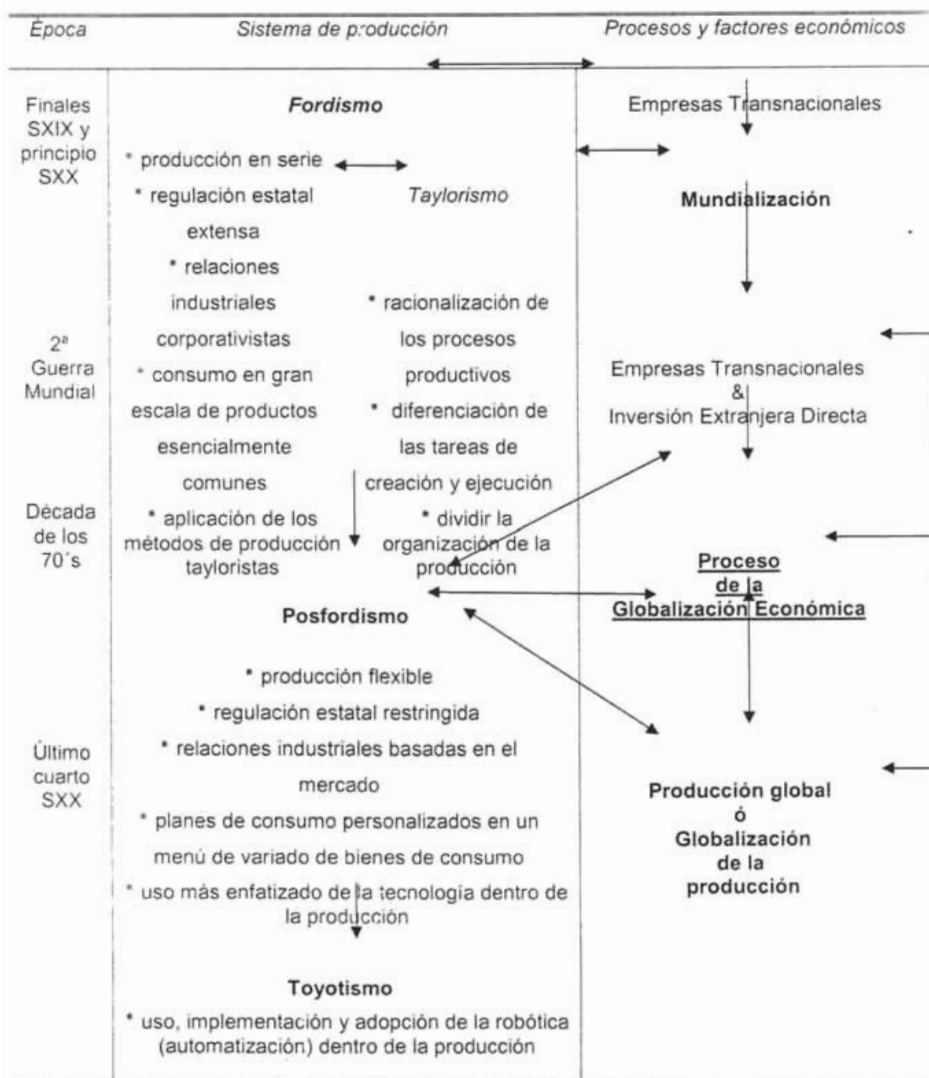 Época Sistema de producción Procesos y factores económicos
Finales
SXIX y
principio
SXX
2ª
Guerra
Mundial
Década
de los
70´s
Último
cuarto
SXX
Fordismo
* producción en serie
* regulación estatal
extensa
* relaciones
industriales
corporativistas
* consumo en gran
escala de productos
esencialmente
comunes
* aplicación de los
métodos de producción
tayloristas
Taylorismo
* racionalización de
los procesos
productivos
* diferenciación de
las tareas de
creación y ejecución
* dividir la
organización de la
producción
Posfordismo
* producción flexible
* regulación estatal restringida
* relaciones industriales basadas en el
mercado
* planes de consumo personalizados en un
menú de variado de bienes de consumo
* uso más enfatizado de la tecnología dentro de
la producción
Toyotismo
* uso, implementación y adopción de la robótica
(automatización) dentro de la producción
Empresas Transnacionales
Mundialización
Empresas Transnacionales
&
Inversión Extranjera Directa
Proceso
de la
Globalización Económica
Producción global
ó
Globalización
de la
producción